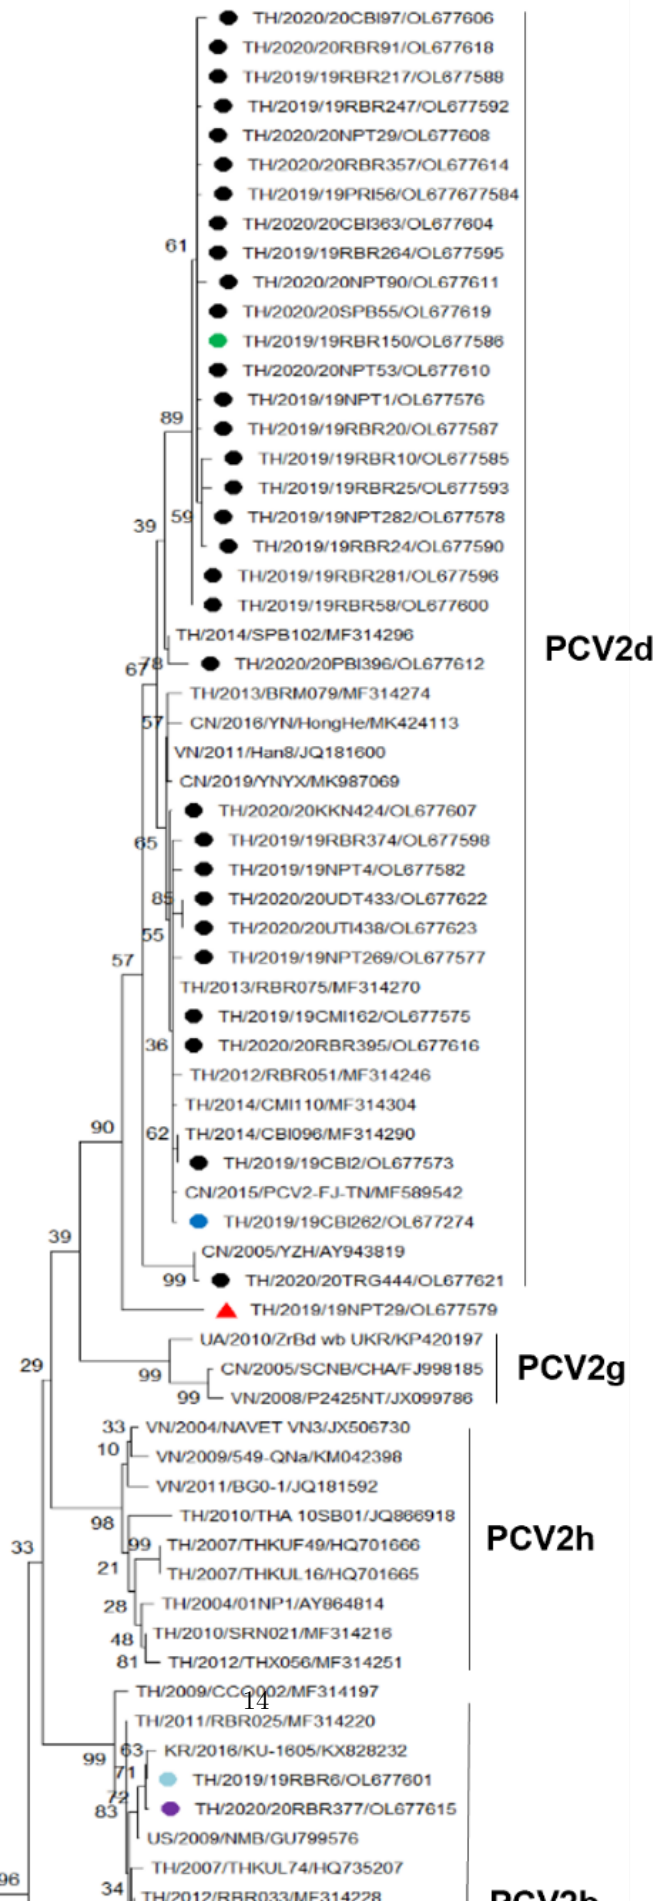 TH/2020/20CBI97/OL677606
TH/2020/20RBR91/OL677618
TH/2019/19RBR217/OL677588
TH/2019/19RBR247/OL677592
TH/2020/20NPT29/OL677608
TH/2020/20RBR357/OL677614
TH/2019/19PRI56/OL677677584
TH/2020/20CBI363/OL677604
61
TH/2019/19RBR264/OL677595
TH/2020/20NPT90/OL677611
TH/2020/20SPB55/OL677619
TH/2019/19RBR150/OL677586
TH/2020/20NPT53/OL677610
TH/2019/19NPT1/OL677576
89
TH/2019/19RBR20/OL677587
TH/2019/19RBR10/OL677585
TH/2019/19RBR25/OL677593
59
TH/2019/19NPT282/OL677578
39
TH/2019/19RBR24/OL677590
TH/2019/19RBR281/OL677596
TH/2019/19RBR58/OL677600
TH/2014/SPB102/MF314296
PCV2d
78
TH/2020/20PBI396/OL677612
67
TH/2013/BRM079/MF314274
57
CN/2016/YN/HongHe/MK424113
VN/2011/Han8/JQ181600
CN/2019/YNYX/MK987069
TH/2020/20KKN424/OL677607
65
TH/2019/19RBR374/OL677598
TH/2019/19NPT4/OL677582
85
TH/2020/20UDT433/OL677622
TH/2020/20UTI438/OL677623
55
TH/2019/19NPT269/OL677577
57
TH/2013/RBR075/MF314270
TH/2019/19CMI162/OL677575
36
TH/2020/20RBR395/OL677616
TH/2012/RBR051/MF314246
TH/2014/CMI110/MF314304
90
62
TH/2014/CBI096/MF314290
TH/2019/19CBI2/OL677573
CN/2015/PCV2-FJ-TN/MF589542
TH/2019/19CBI262/OL677274
39
CN/2005/YZH/AY943819
99
TH/2020/20TRG444/OL677621
TH/2019/19NPT29/OL677579
UA/2010/ZrBd wb UKR/KP420197
29
99
CN/2005/SCNB/CHA/FJ998185
PCV2g
99
VN/2008/P2425NT/JX099786
33
VN/2004/NAVET VN3/JX506730
10
VN/2009/549-QNa/KM042398
VN/2011/BG0-1/JQ181592
98
TH/2010/THA 10SB01/JQ866918
33
99
TH/2007/THKUF49/HQ701666
PCV2h
21
TH/2007/THKUL16/HQ701665
28
TH/2004/01NP1/AY864814
48
TH/2010/SRN021/MF314216
81
TH/2012/THX056/MF314251
TH/2009/CCO002/MF314197
14
TH/2011/RBR025/MF314220
99
63
KR/2016/KU-1605/KX828232
71
TH/2019/19RBR6/OL677601
72
83
TH/2020/20RBR377/OL677615
US/2009/NMB/GU799576
96
34
TH/2007/THKUL74/HQ735207
TH/2012/RBR033/MF314228
PCV2b